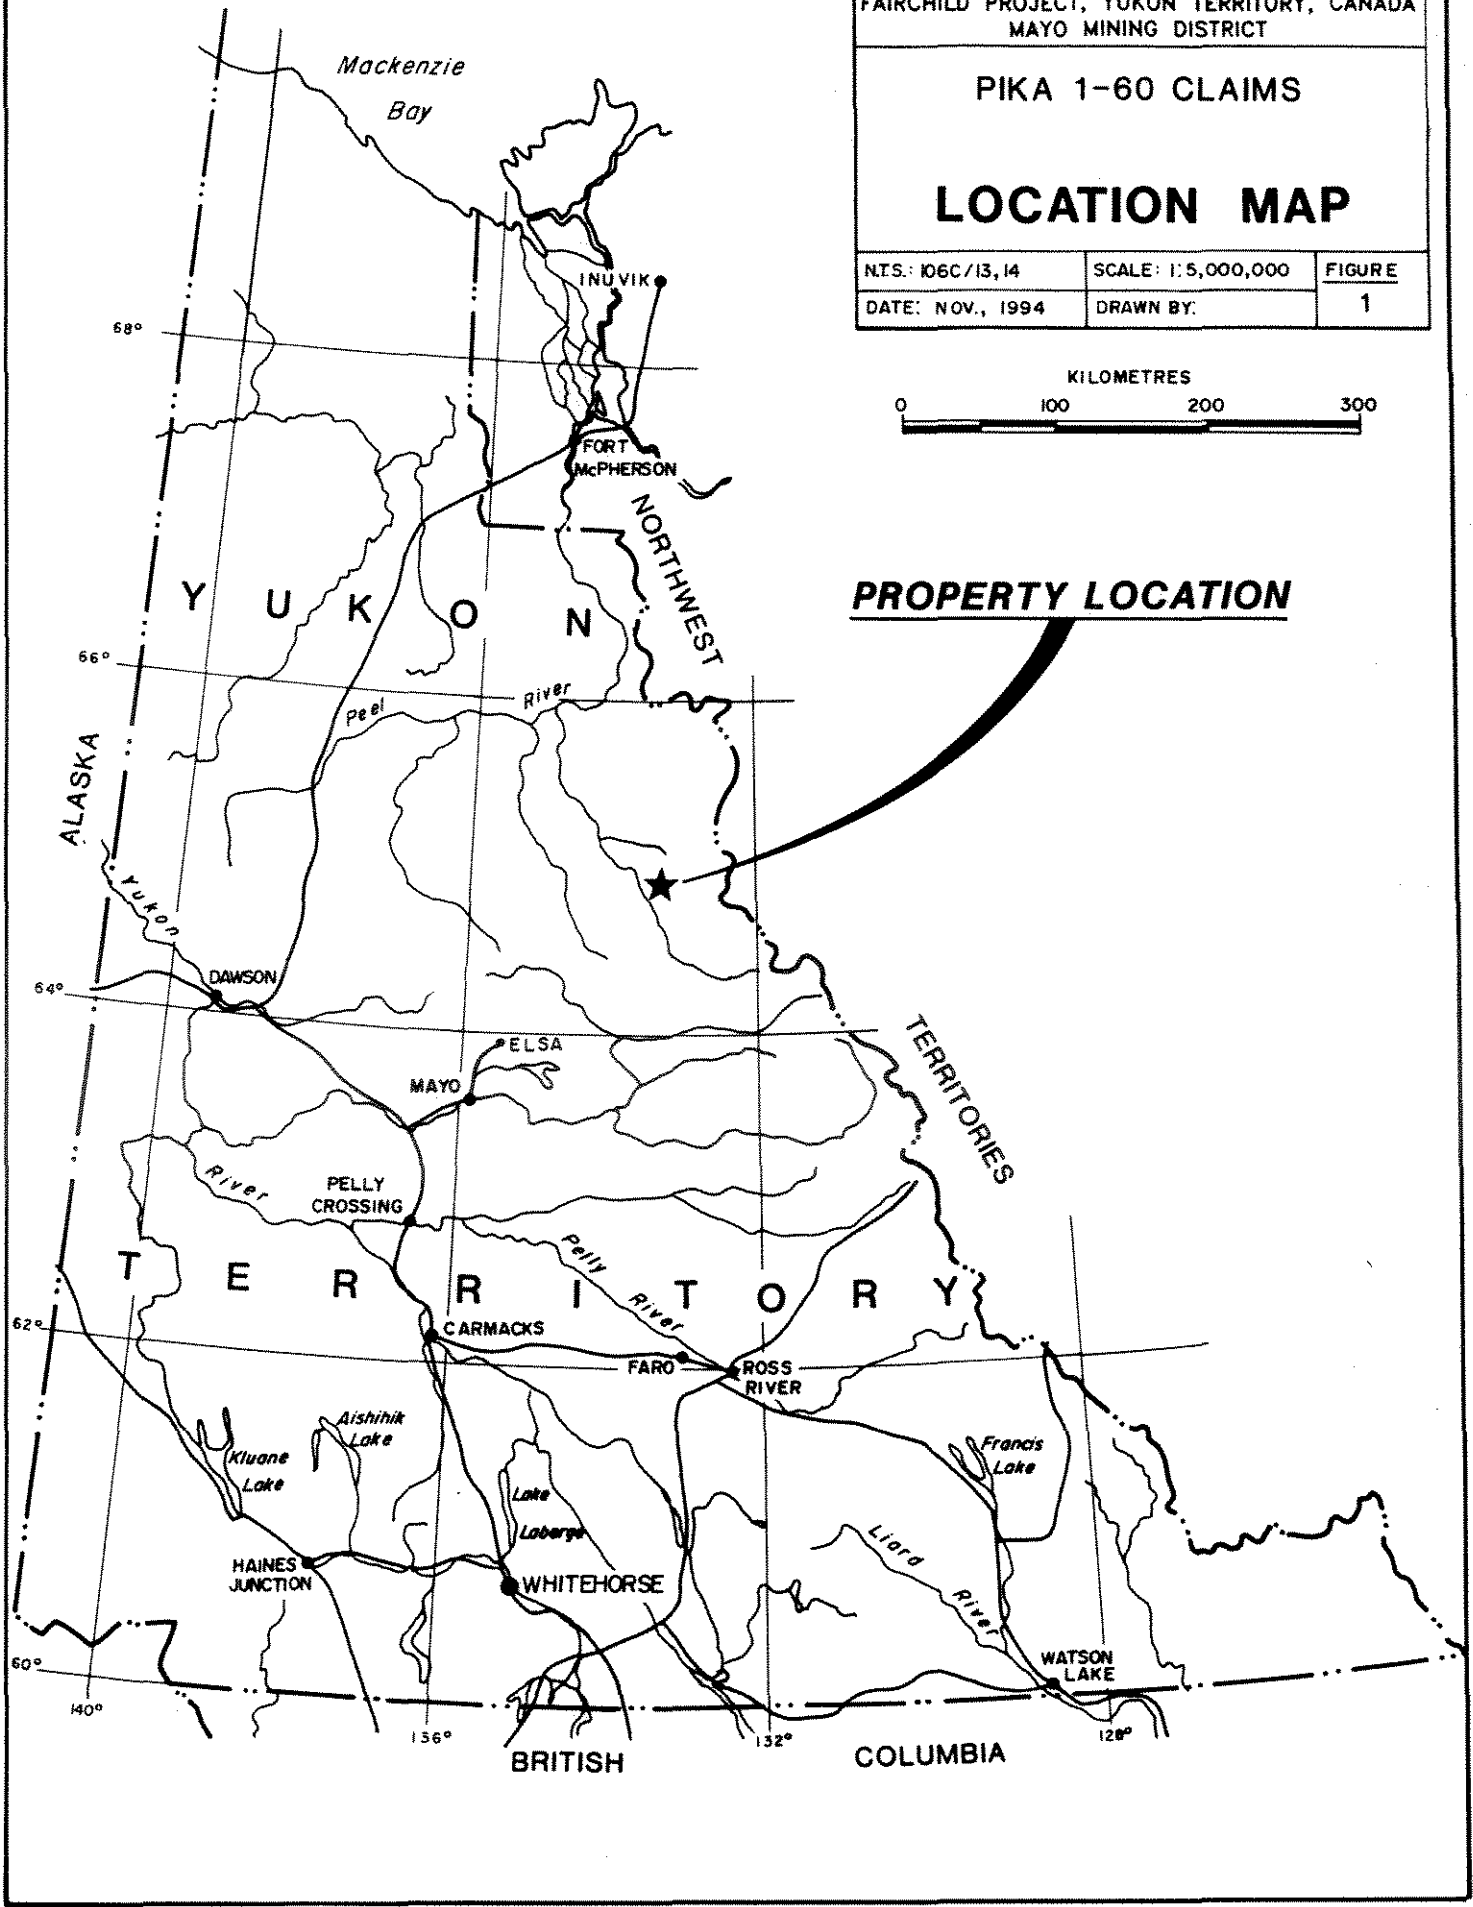 FAIRCHILD PROJECT, YUKON TERRITORY, CANADA
MAYO MINING DISTRICT
PIKA 1-60 CLAIMS
LOCATION MAP
N.T.S.: 106C/13, 14
SCALE: 1:5,000,000
FIGURE
1
DATE: NOV., 1994
DRAWN BY:
KILOMETRES
0 100 200 300
Mackenzie
Bay
INUVIK
68°
FORT
McPHERSON
NORTHWEST
YUKON
PROPERTY LOCATION
66°
Peel River
ALASKA
Yukon
DAWSON
64°
ELSA
MAYO
TERRITORIES
River
PELLY
CROSSING
Pelly
River
TERRITORY
62°
CARMACKS
FARO
ROSS
RIVER
Aishihik
Lake
Kluane
Lake
Francis
Lake
Lake
Laberge
Liard
River
HAINES
JUNCTION
WHITEHORSE
WATSON
LAKE
60°
140°
136°
132°
128°
BRITISH COLUMBIA